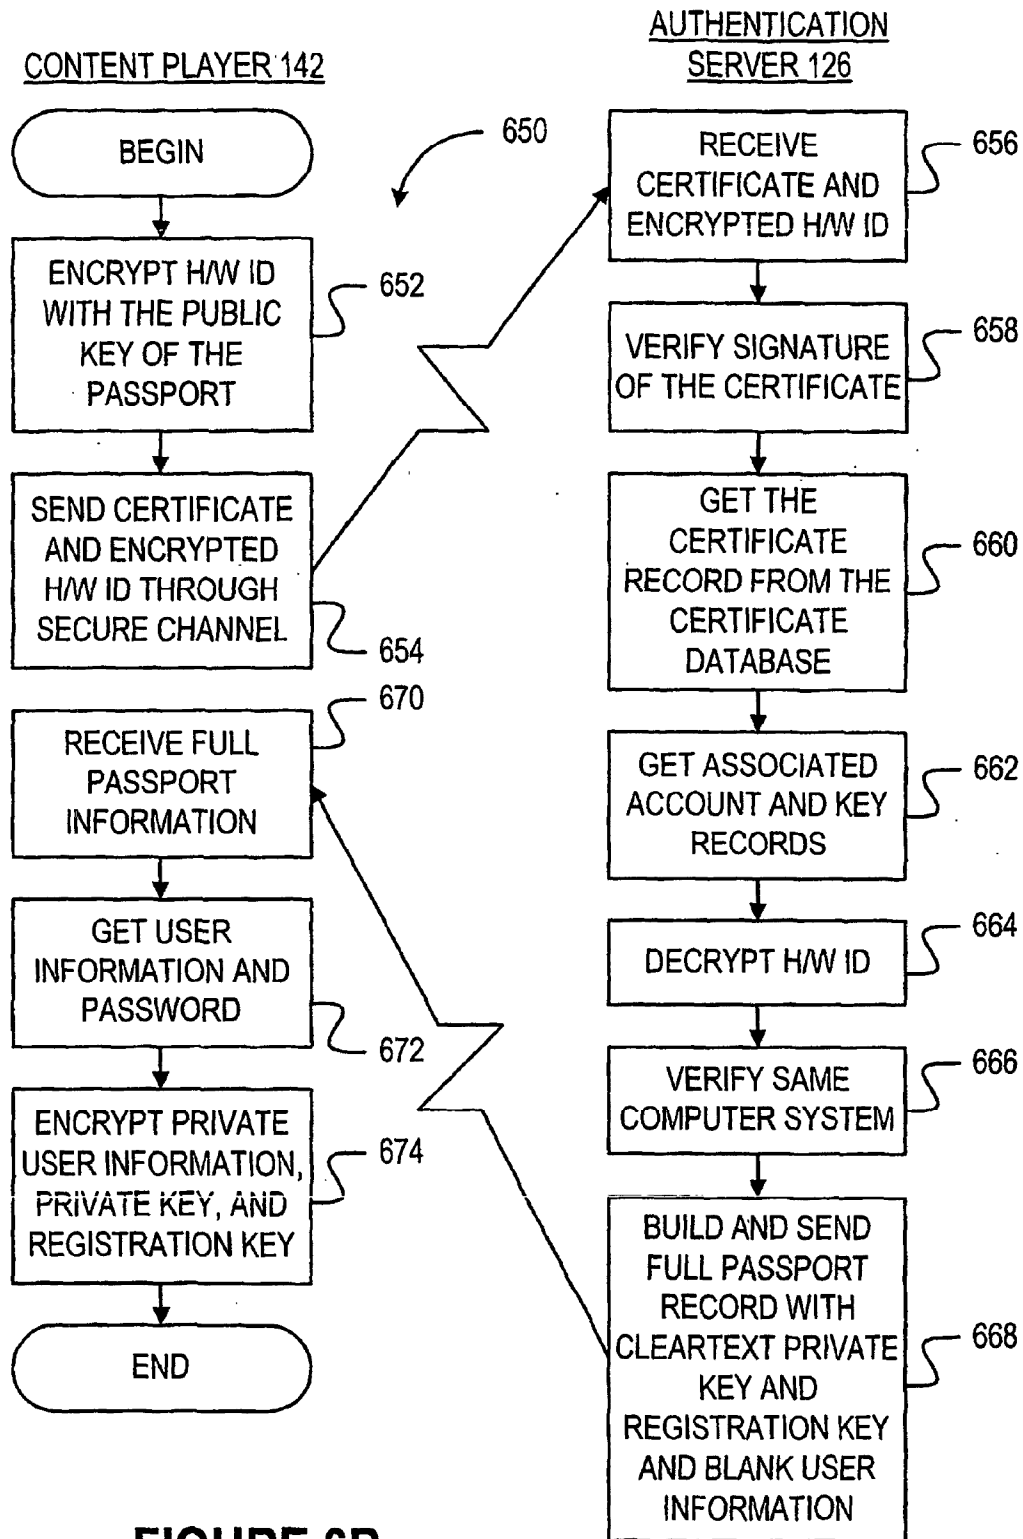 CONTENT PLAYER 142
BEGIN
ENCRYPT H/W ID
WITH THE PUBLIC
KEY OF THE
PASSPORT
652
SEND CERTIFICATE
AND ENCRYPTED
H/W ID THROUGH
SECURE CHANNEL
654
670
RECEIVE FULL
PASSPORT
INFORMATION
GET USER
INFORMATION AND
PASSWORD
672
ENCRYPT PRIVATE
USER INFORMATION,
PRIVATE KEY, AND
REGISTRATION KEY
674
END
650
AUTHENTICATION
SERVER 126
RECEIVE
CERTIFICATE AND
ENCRYPTED H/W ID
656
VERIFY SIGNATURE
OF THE CERTIFICATE
658
GET THE
CERTIFICATE
RECORD FROM THE
CERTIFICATE
DATABASE
660
GET ASSOCIATED
ACCOUNT AND KEY
RECORDS
662
DECRYPT H/W ID
664
VERIFY SAME
COMPUTER SYSTEM
666
BUILD AND SEND
FULL PASSPORT
RECORD WITH
CLEARTEXT PRIVATE
KEY AND
REGISTRATION KEY
AND BLANK USER
INFORMATION
668